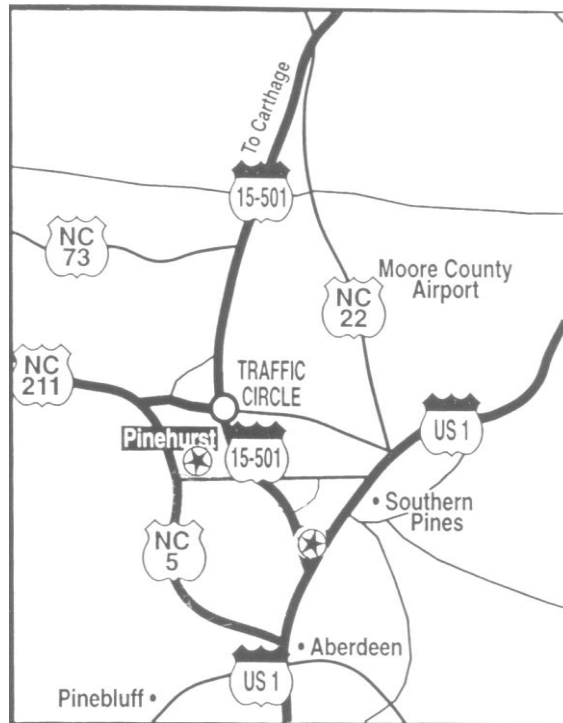 To Carthage
15-501
NC
73
Moore County
Airport
NC
22
NC
211
TRAFFIC
CIRCLE
US 1
Pinehurst
15-501
Southern
Pines
NC
5
Aberdeen
US 1
Pinebluff